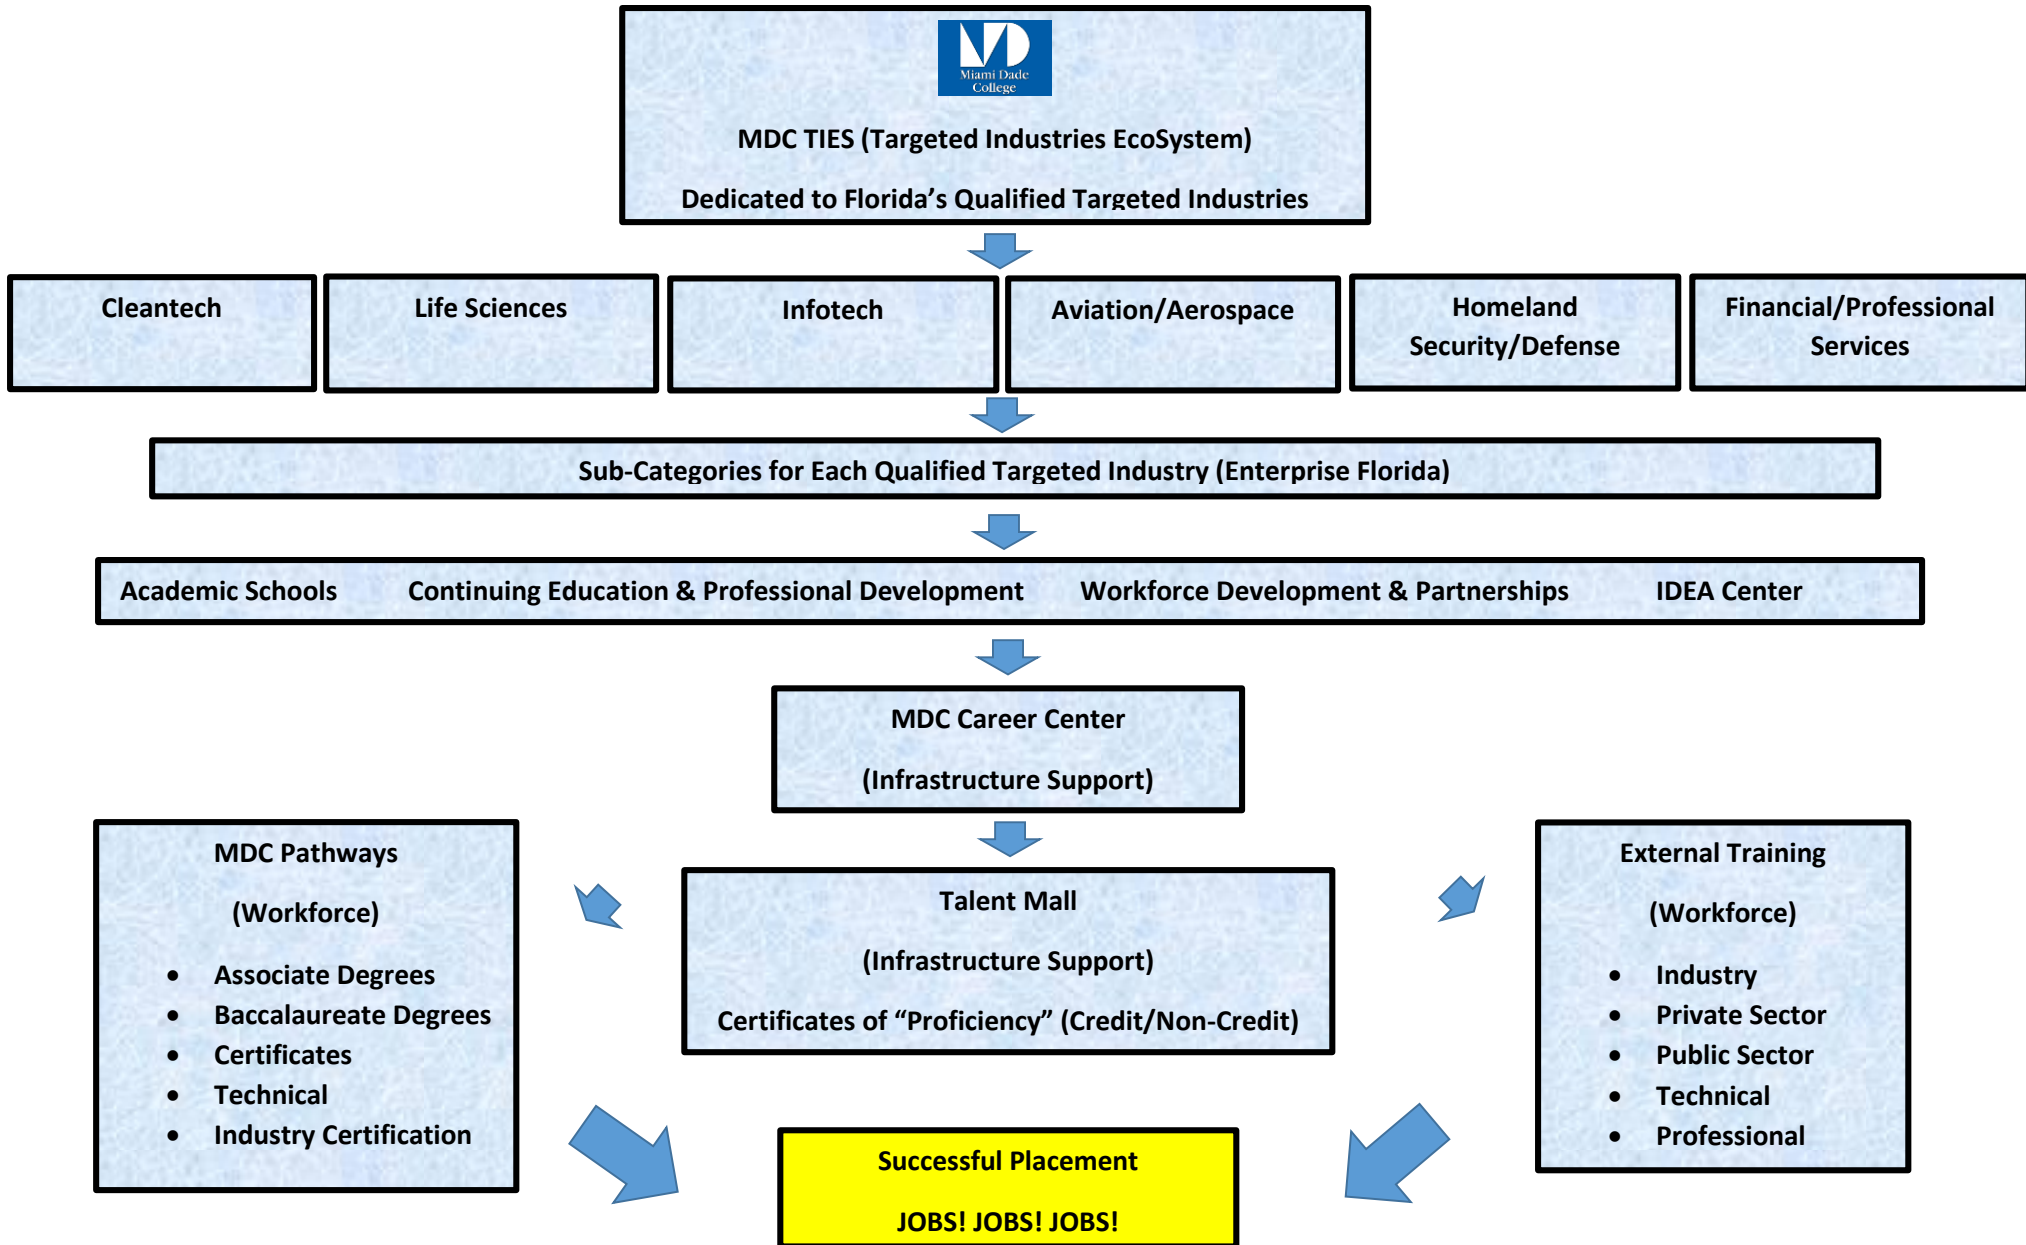 Miami Dade
College
MDC TIES (Targeted Industries EcoSystem)
Dedicated to Florida’s Qualified Targeted Industries
Cleantech
Life Sciences
Infotech
Aviation/Aerospace
Homeland
Security/Defense
Financial/Professional
Services
Sub-Categories for Each Qualified Targeted Industry (Enterprise Florida)
Academic Schools Continuing Education & Professional Development Workforce Development & Partnerships IDEA Center
MDC Career Center
(Infrastructure Support)
MDC Pathways
(Workforce)
• Associate Degrees
• Baccalaureate Degrees
• Certificates
• Technical
• Industry Certification
Talent Mall
(Infrastructure Support)
Certificates of “Proficiency” (Credit/Non-Credit)
External Training
(Workforce)
• Industry
• Private Sector
• Public Sector
• Technical
• Professional
Successful Placement
JOBS! JOBS! JOBS!